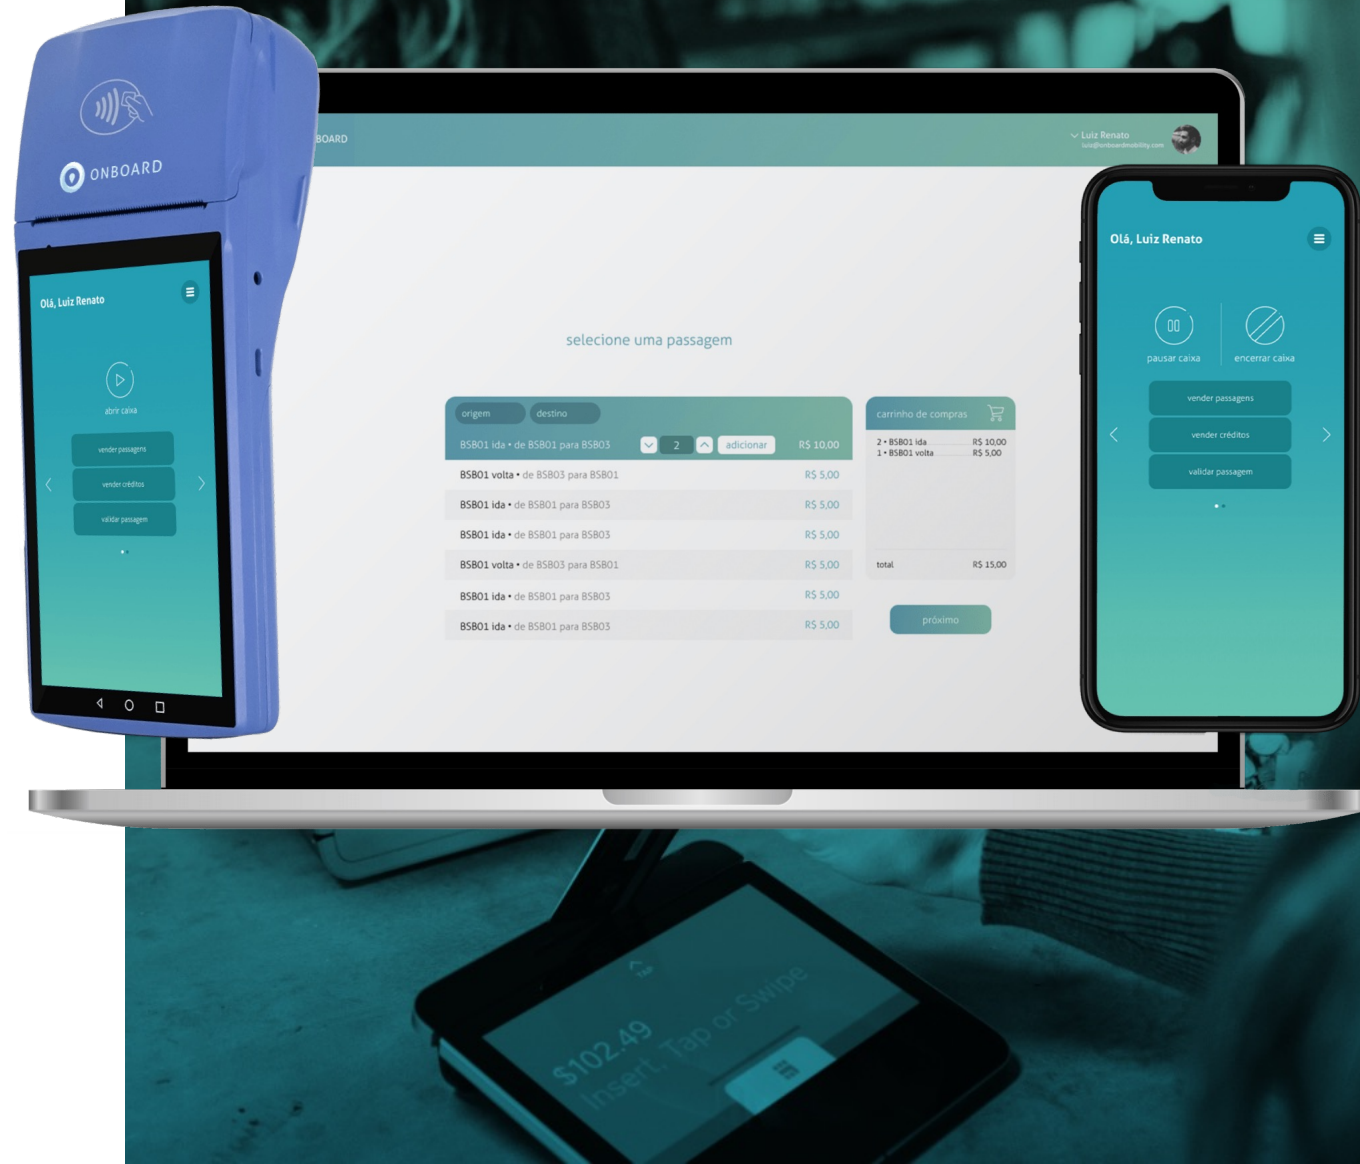 ONBOARD
Olá, Luiz Renato
abrir caixa
vender passagens
vender créditos
validar passagem
BOARD
Luiz Renato
luiz@onboardmobility.com
selecione uma passagem
origem destino
BSB01 ida • de BSB01 para BSB03 2 adicionar R$ 10,00
BSB01 volta • de BSB03 para BSB01 R$ 5,00
BSB01 ida • de BSB01 para BSB03 R$ 5,00
BSB01 ida • de BSB01 para BSB03 R$ 5,00
BSB01 volta • de BSB03 para BSB01 R$ 5,00
BSB01 ida • de BSB01 para BSB03 R$ 5,00
BSB01 ida • de BSB01 para BSB03 R$ 5,00
carrinho de compras
2 • BSB01 ida R$ 10,00
1 • BSB01 volta R$ 5,00
total R$ 15,00
próximo
Olá, Luiz Renato
pausar caixa encerrar caixa
vender passagens
vender créditos
validar passagem
TAP
$102.49
Insert, Tap or Swipe